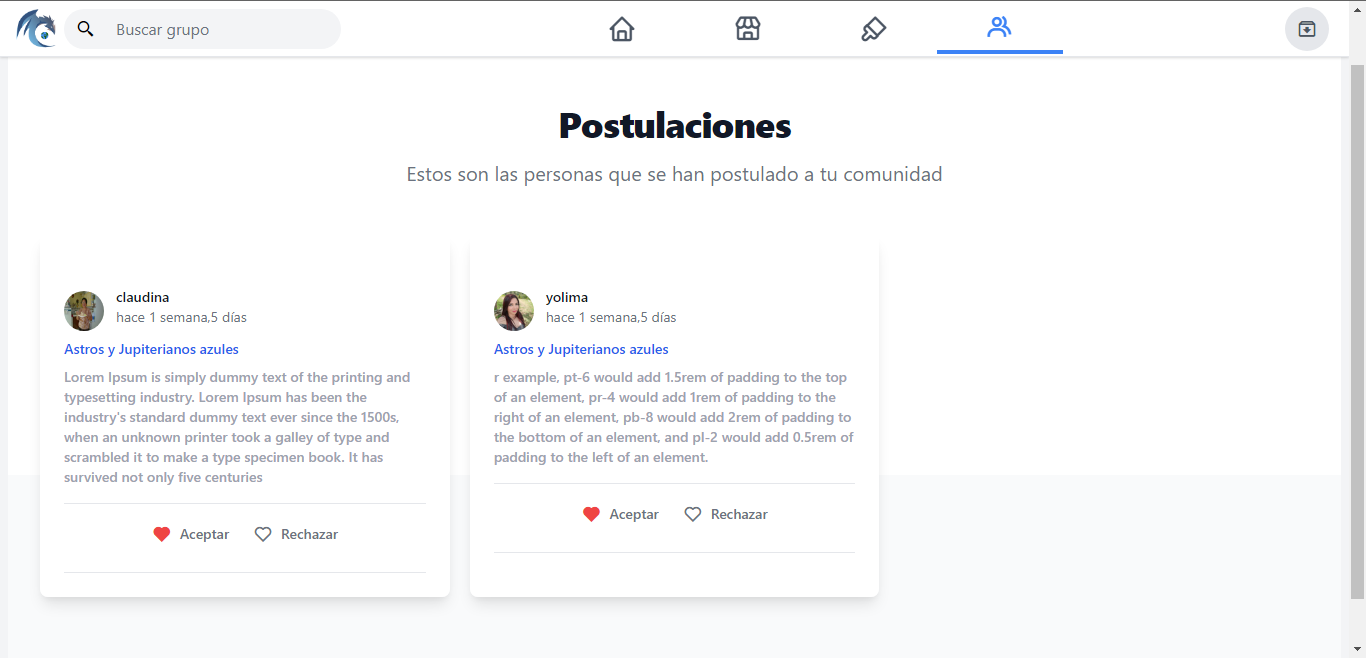 Buscar grupo
Postulaciones
Estos son las personas que se han postulado a tu comunidad
claudina
hace 1 semana,5 días
Astros y Jupiterianos azules
Lorem Ipsum is simply dummy text of the printing and
typesetting industry. Lorem Ipsum has been the
industry's standard dummy text ever since the 1500s,
when an unknown printer took a galley of type and
scrambled it to make a type specimen book. It has
survived not only five centuries
Aceptar Rechazar
yolima
hace 1 semana,5 días
Astros y Jupiterianos azules
r example, pt-6 would add 1.5rem of padding to the top
of an element, pr-4 would add 1rem of padding to the
right of an element, pb-8 would add 2rem of padding to
the bottom of an element, and pl-2 would add 0.5rem of
padding to the left of an element.
Aceptar Rechazar